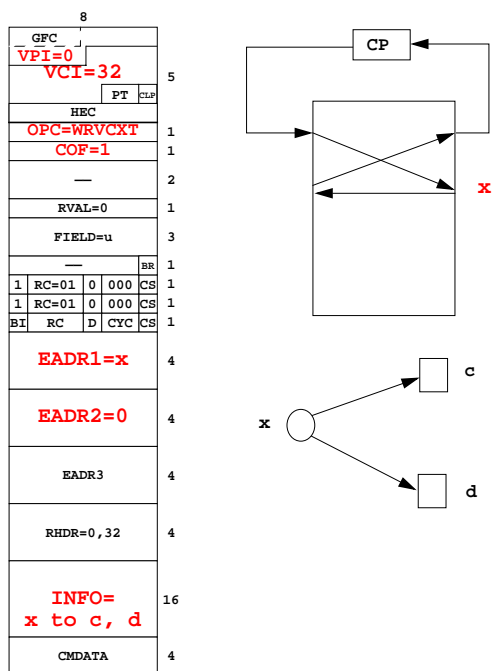 8
GFC
VPI=0
VCI=32
5
PT CLP
HEC
OPC=WRVCXT 1
COF=1 1
— 2
RVAL=0 1
FIELD=u 3
— BR 1
1 RC=01 0 000 CS 1
1 RC=01 0 000 CS 1
BI RC D CYC CS 1
EADR1=x 4
EADR2=0 4
EADR3 4
RHDR=0,32 4
INFO=
x to c, d
16
CMDATA 4
CP
x
c
x
d